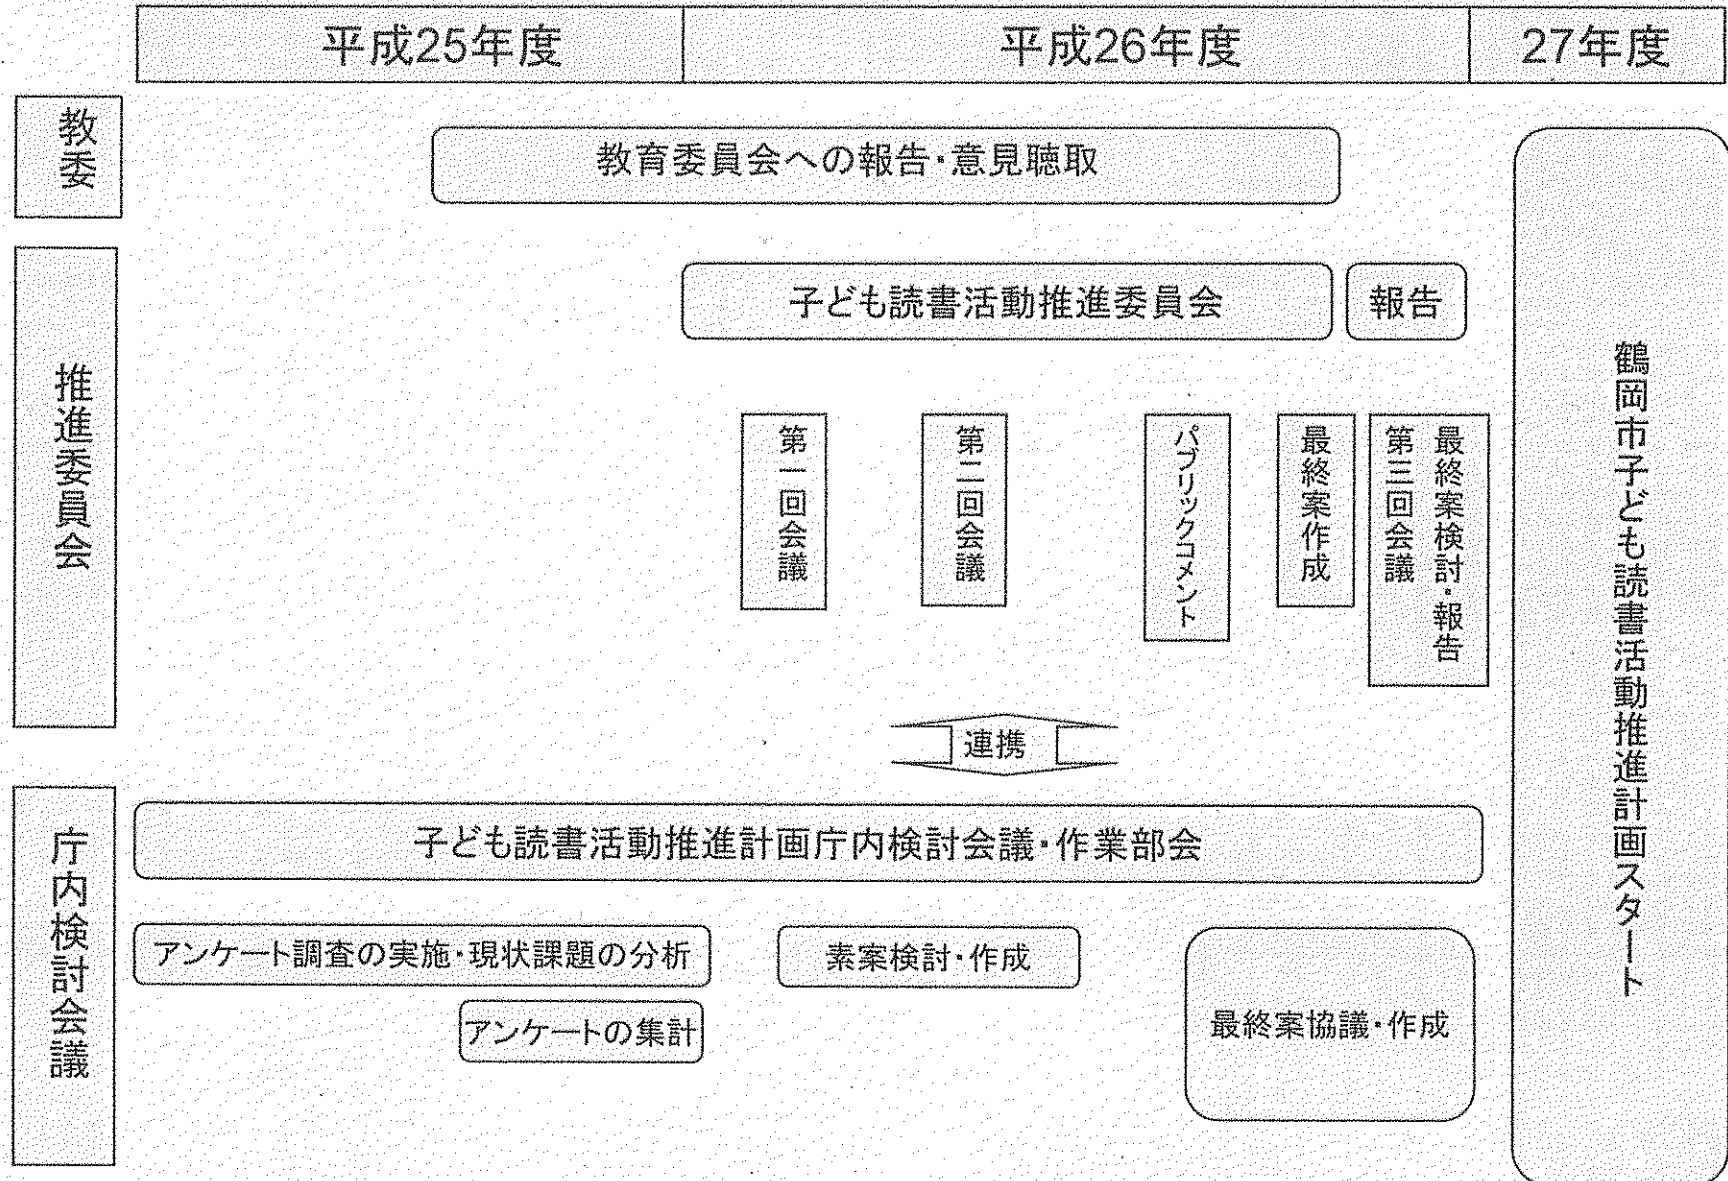 平成25年度
平成26年度
27年度
教委
教育委員会への報告・意見聴取
推進委員会
子ども読書活動推進委員会
報告
第一回会議
第二回会議
パブリックコメント
最終案作成
最終案検討・報告
第三回会議
連携
庁内検討会議
子ども読書活動推進計画庁内検討会議・作業部会
アンケート調査の実施・現状課題の分析
素案検討・作成
アンケートの集計
最終案協議・作成
鶴岡市子ども読書活動推進計画スタート